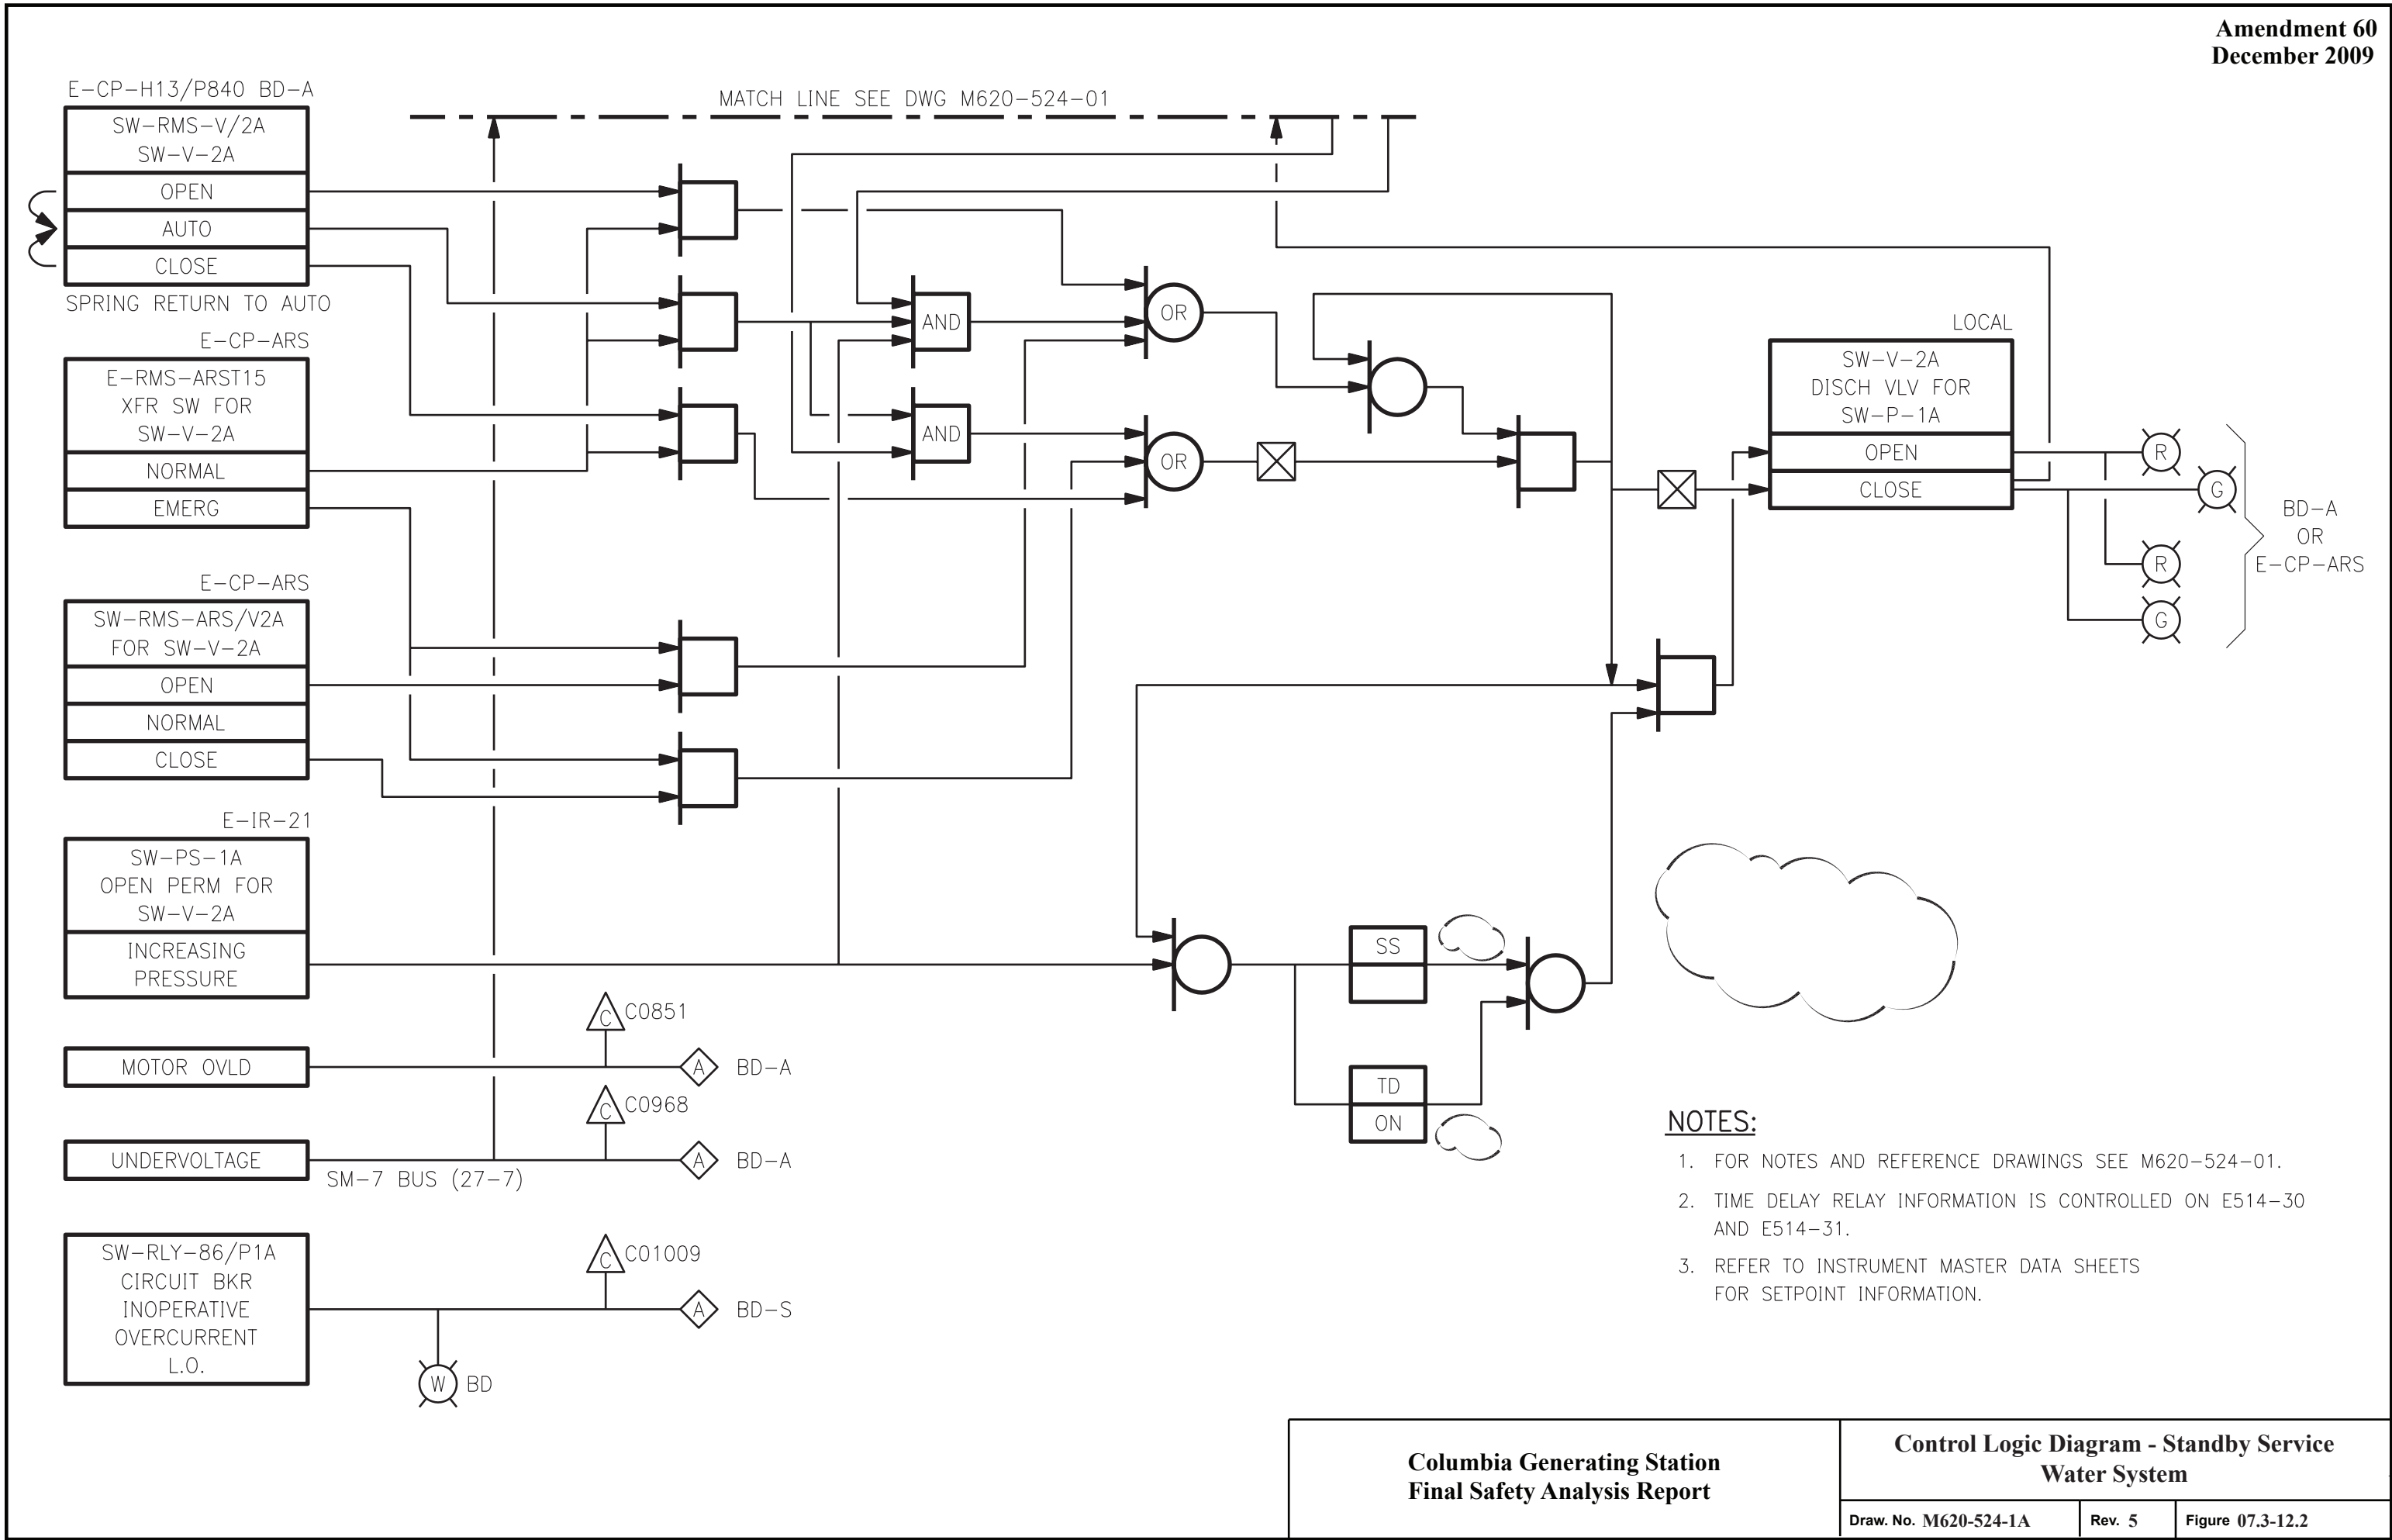 Amendment 60
December 2009
E-CP-H13/P840 BD-A
SW-RMS-V/2A
SW-V-2A
OPEN
AUTO
CLOSE
SPRING RETURN TO AUTO
MATCH LINE SEE DWG M620-524-01
E-CP-ARS
E-RMS-ARST15
XFR SW FOR
SW-V-2A
NORMAL
EMERG
E-CP-ARS
SW-RMS-ARS/V2A
FOR SW-V-2A
OPEN
NORMAL
CLOSE
E-IR-21
SW-PS-1A
OPEN PERM FOR
SW-V-2A
INCREASING
PRESSURE
MOTOR OVLD
C
C0851
A
BD-A
UNDERVOLTAGE
SM-7 BUS (27-7)
C
C0968
A
BD-A
SW-RLY-86/P1A
CIRCUIT BKR
INOPERATIVE
OVERCURRENT
L.O.
C
C01009
A
BD-S
W
BD
AND
AND
OR
OR
SS
TD
ON
LOCAL
SW-V-2A
DISCH VLV FOR
SW-P-1A
OPEN
CLOSE
R
G
R
G
BD-A
OR
E-CP-ARS
NOTES:
1. FOR NOTES AND REFERENCE DRAWINGS SEE M620-524-01.
2. TIME DELAY RELAY INFORMATION IS CONTROLLED ON E514-30
AND E514-31.
3. REFER TO INSTRUMENT MASTER DATA SHEETS
FOR SETPOINT INFORMATION.
Columbia Generating Station
Final Safety Analysis Report
Control Logic Diagram - Standby Service
Water System
Draw. No. M620-524-1A
Rev. 5
Figure 07.3-12.2